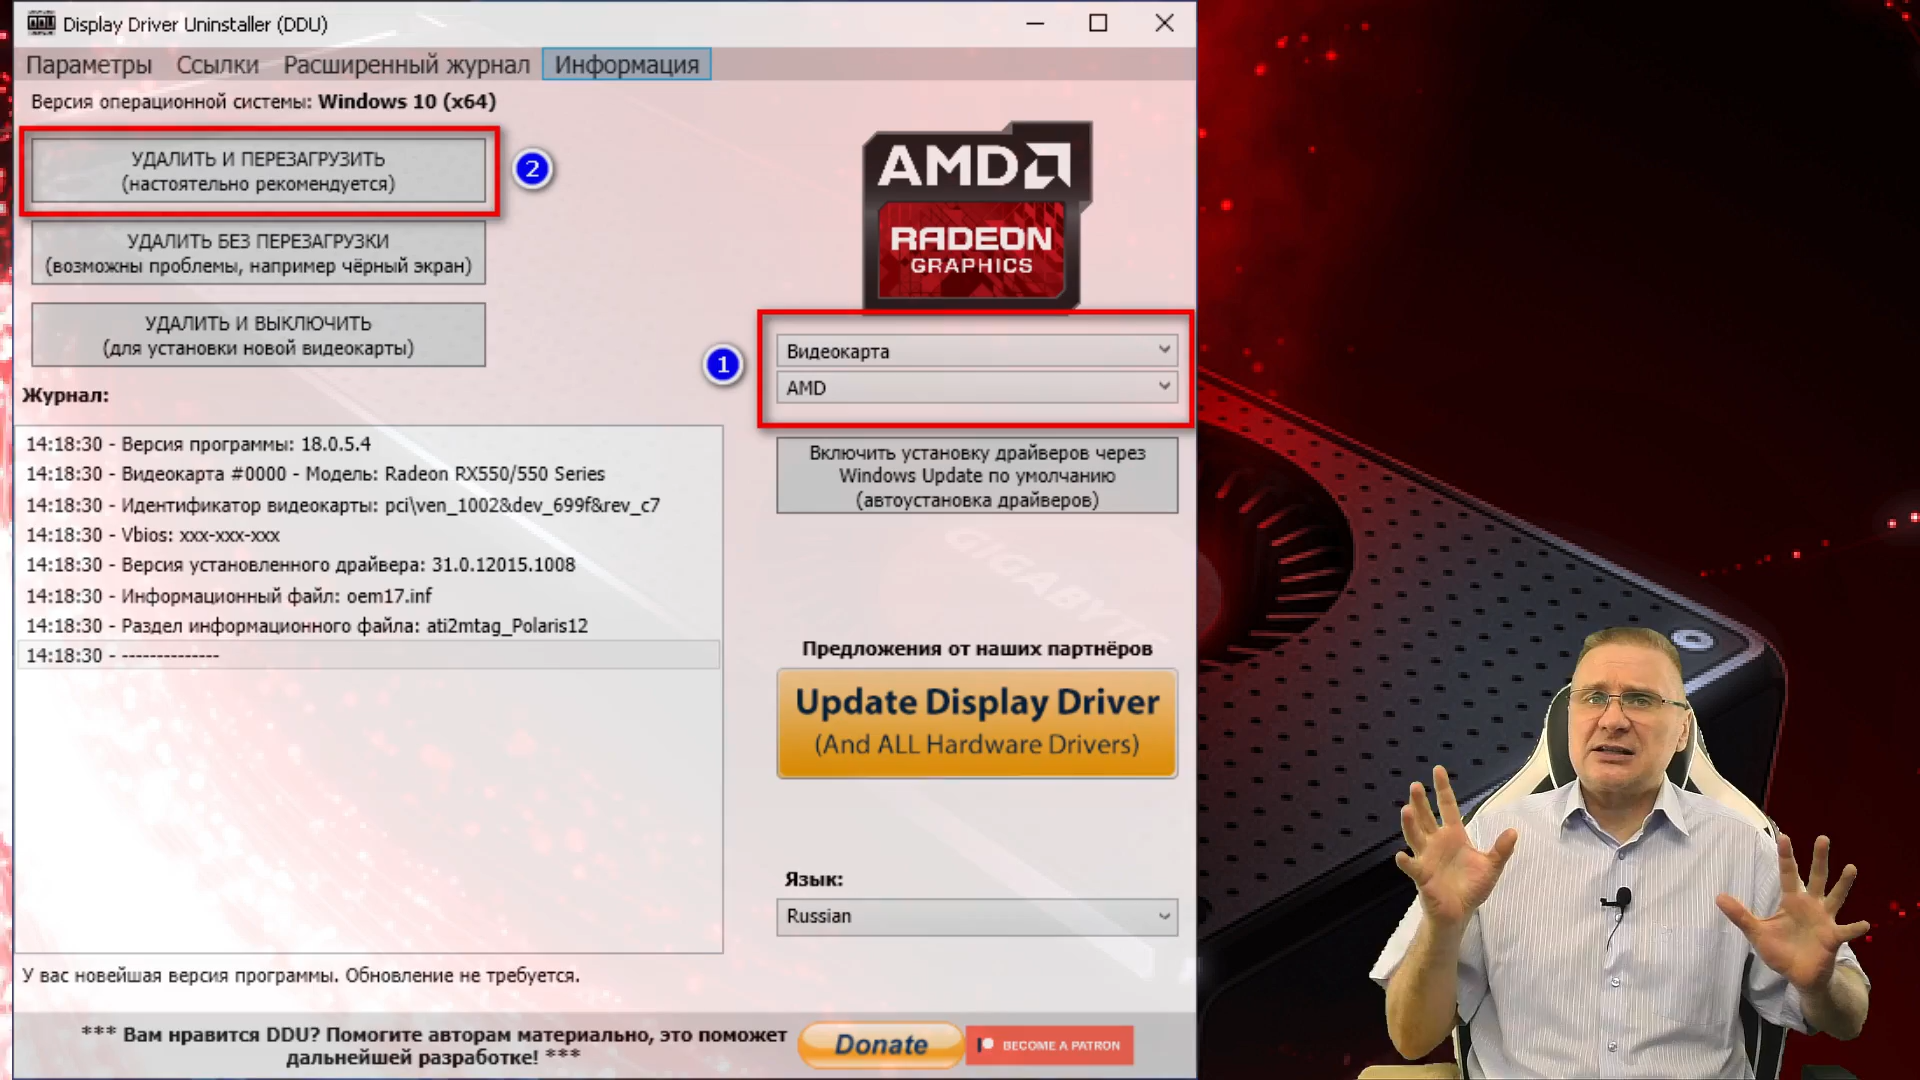 Display Driver Uninstaller (DDU)
Параметры Ссылки Расширенный журнал Информация
Версия операционной системы: Windows 10 (x64)
УДАЛИТЬ И ПЕРЕЗАГРУЗИТЬ
(настоятельно рекомендуется)
2
УДАЛИТЬ БЕЗ ПЕРЕЗАГРУЗКИ
(возможны проблемы, например чёрный экран)
УДАЛИТЬ И ВЫКЛЮЧИТЬ
(для установки новой видеокарты)
AMD
RADEON
GRAPHICS
1
Видеокарта
AMD
Включить установку драйверов через
Windows Update по умолчанию
(автоустановка драйверов)
Журнал:
14:18:30 - Версия программы: 18.0.5.4
14:18:30 - Видеокарта #0000 - Модель: Radeon RX550/550 Series
14:18:30 - Идентификатор видеокарты: pci\ven_1002&dev_699f&rev_c7
14:18:30 - Vbios: xxx-xxx-xxx
14:18:30 - Версия установленного драйвера: 31.0.12015.1008
14:18:30 - Информационный файл: oem17.inf
14:18:30 - Раздел информационного файла: ati2mtag_Polaris12
14:18:30 - --------------
GIGABYTE
Предложения от наших партнёров
Update Display Driver
(And ALL Hardware Drivers)
Язык:
Russian
У вас новейшая версия программы. Обновление не требуется.
*** Вам нравится DDU? Помогите авторам материально, это поможет
дальнейшей разработке! ***
Donate
BECOME A PATRON